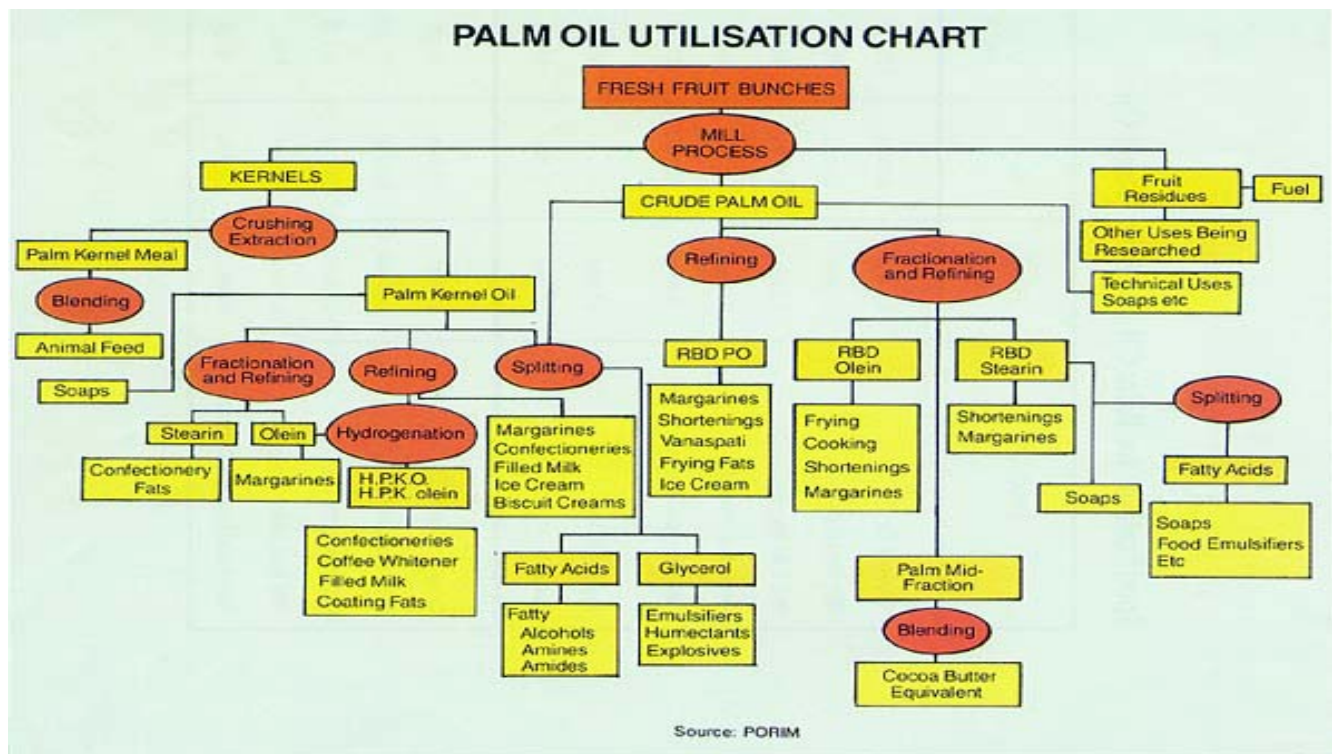 PALM OIL UTILISATION CHART
FRESH FRUIT BUNCHES
MILL
PROCESS
KERNELS
CRUDE PALM OIL
Fruit
Residues
Fuel
Other Uses Being
Researched
Crushing
Extraction
Palm Kernel Meal
Blending
Animal Feed
Palm Kernel Oil
Soaps
Refining
Fractionation
and Refining
Technical Uses
Soaps etc
Fractionation
and Refining
Refining
Splitting
RBD PO
RBD
Olein
RBD
Stearin
Splitting
Stearin
Olein
Hydrogenation
Confectionery
Fats
Margarines
H.P.K.O.
H.P.K. olein
Margarines
Confectioneries
Filled Milk
Ice Cream
Biscuit Creams
Margarines
Shortenings
Vanaspati
Frying Fats
Ice Cream
Frying
Cooking
Shortenings
Margarines
Shortenings
Margarines
Soaps
Fatty Acids
Soaps
Food Emulsifiers
Etc
Confectioneries
Coffee Whitener
Filled Milk
Coating Fats
Fatty Acids
Glycerol
Fatty
Alcohols
Amines
Amides
Emulsifiers
Humectants
Explosives
Palm Mid-
Fraction
Blending
Cocoa Butter
Equivalent
Source: PORIM